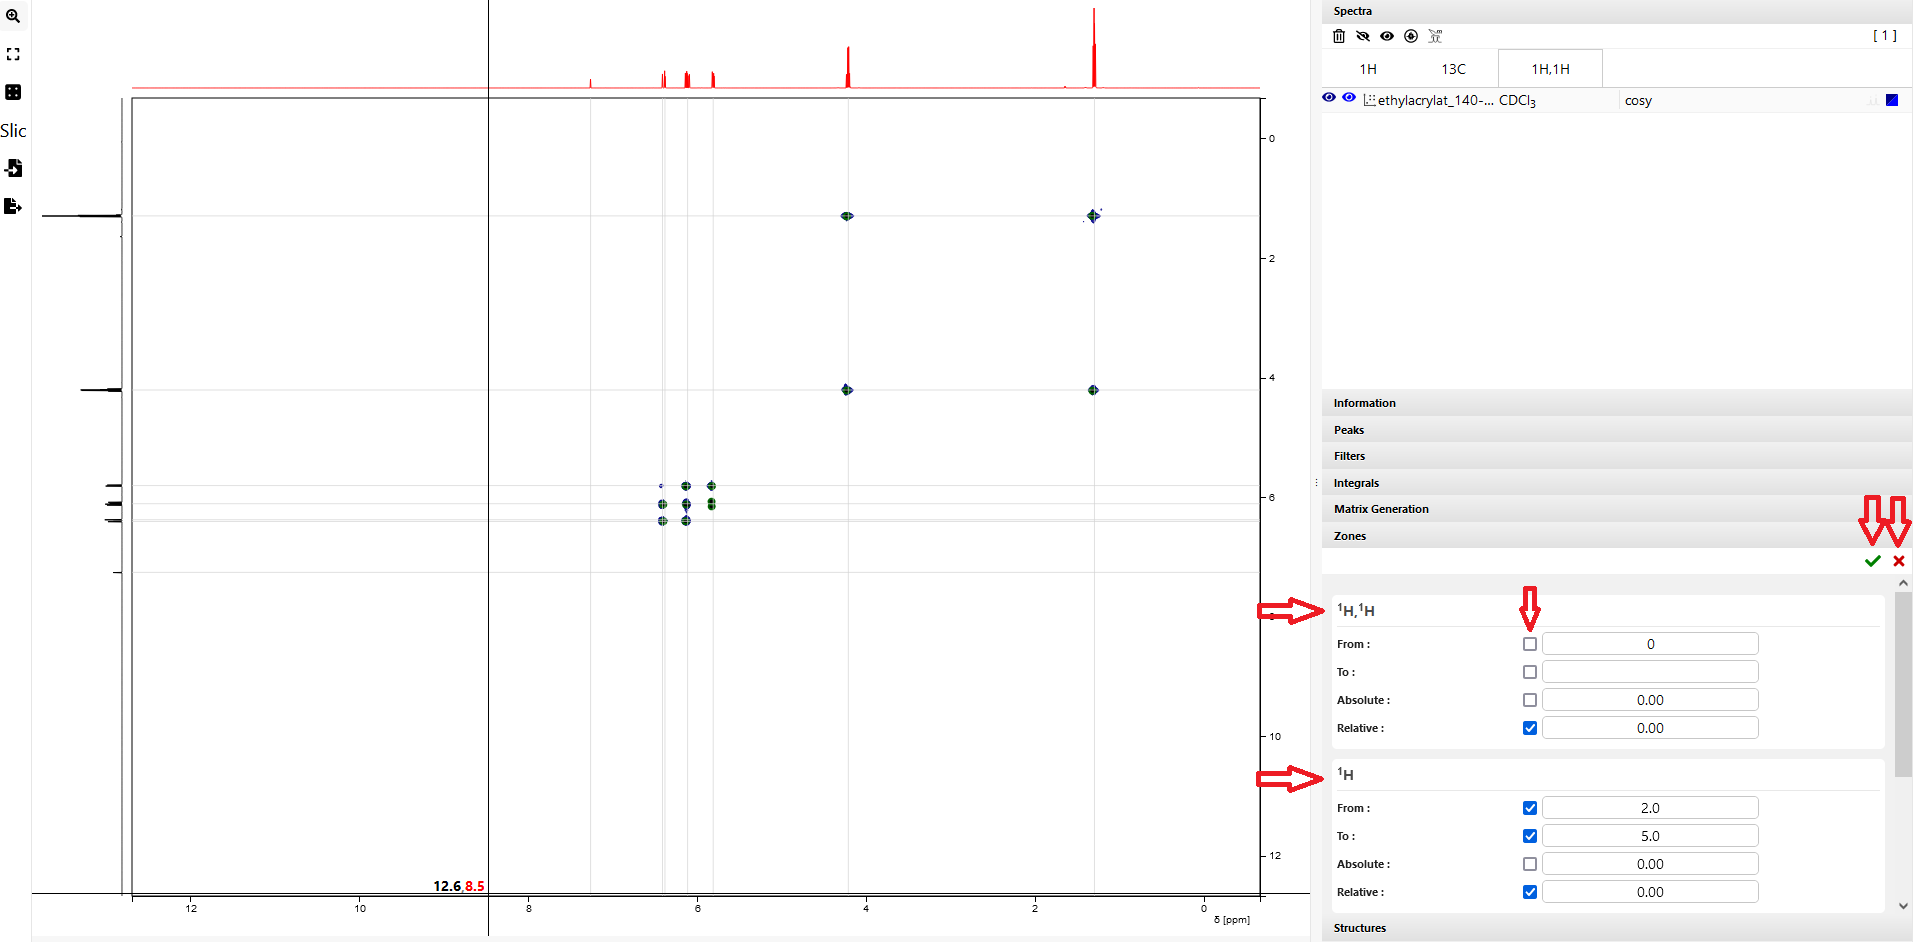 Spectra
[ 1 ]
1H 13C 1H,1H
ethylacrylat_140-... CDCl3 cosy
Slic
0
2
4
6
10
12
12.6,8.5
12 10 8 6 4 2 0
δ [ppm]
Information
Peaks
Filters
Integrals
Matrix Generation
Zones
1H,1H
From : 0
To :
Absolute : 0.00
Relative : 0.00
1H
From : 2.0
To : 5.0
Absolute : 0.00
Relative : 0.00
Structures